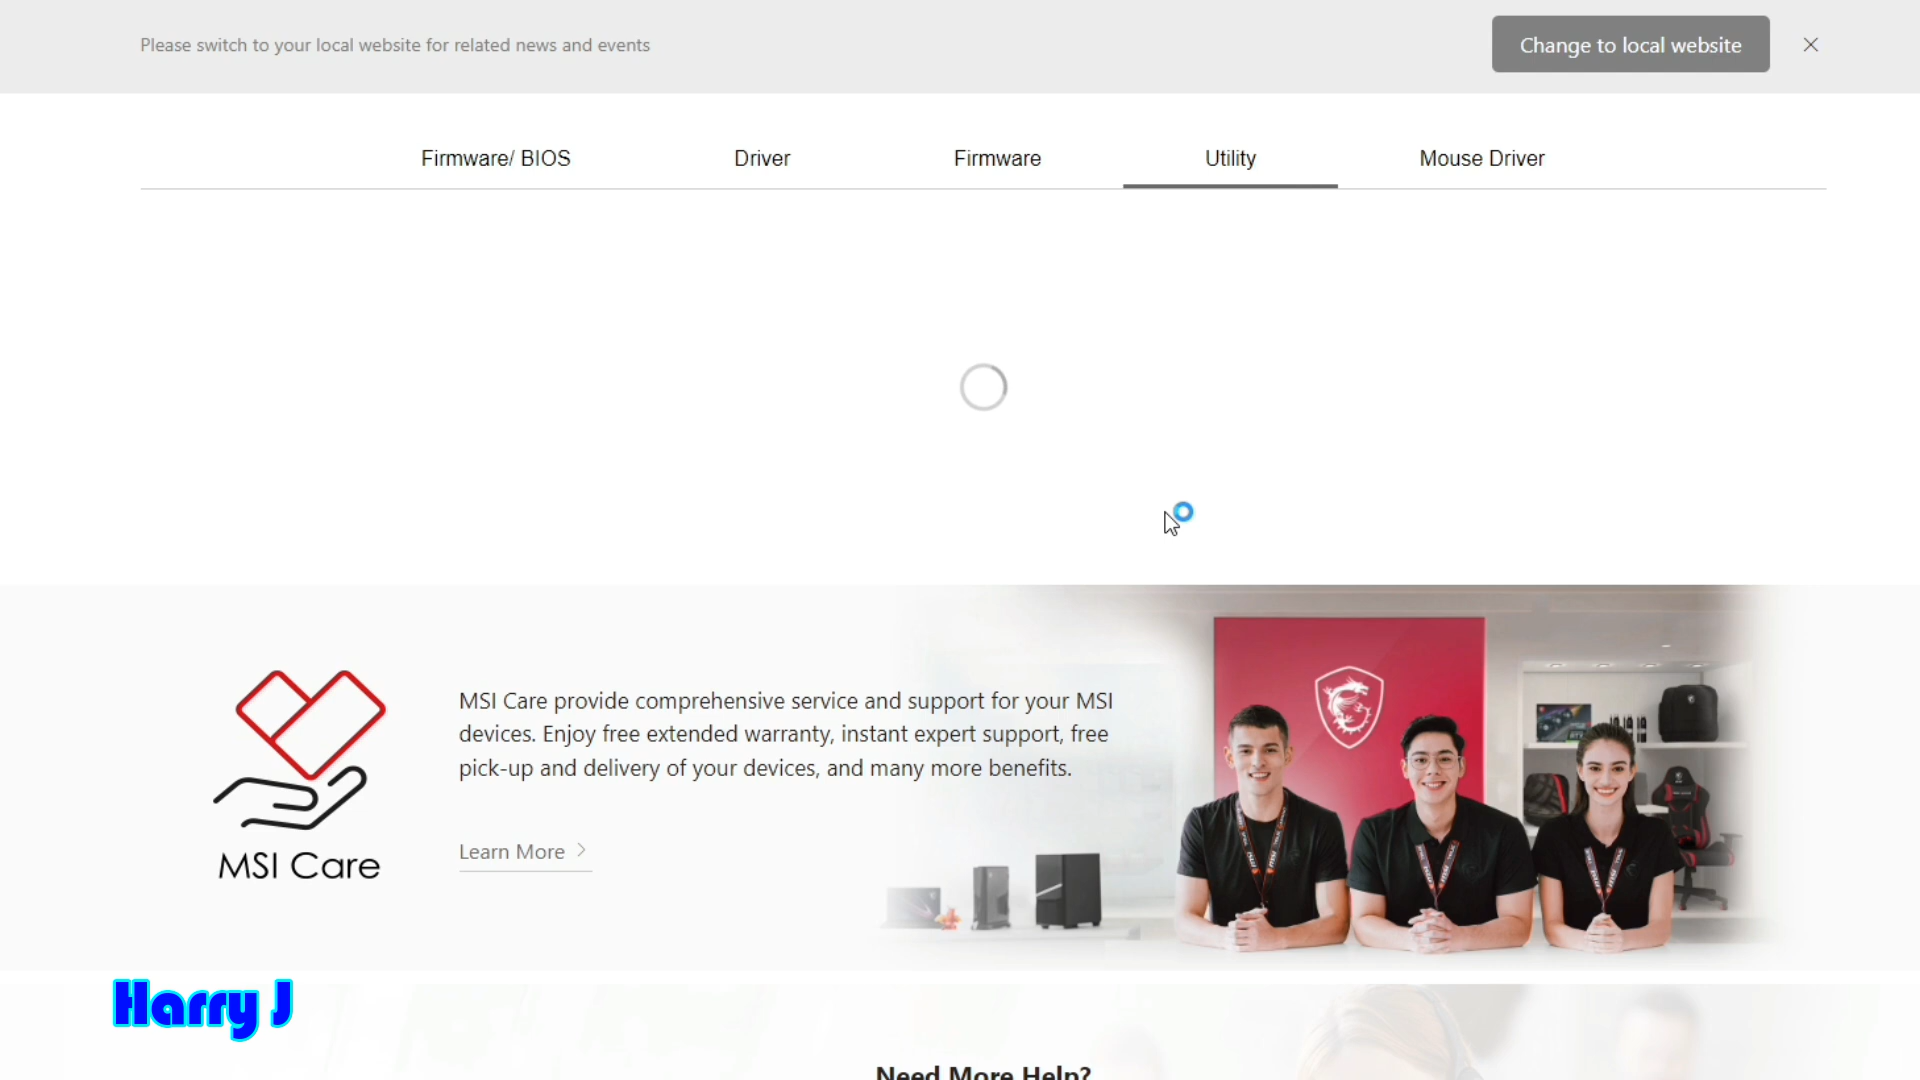 Please switch to your local website for related news and events
Change to local website
Firmware/ BIOS
Driver
Firmware
Utility
Mouse Driver
MSI Care provide comprehensive service and support for your MSI
devices. Enjoy free extended warranty, instant expert support, free
pick-up and delivery of your devices, and many more benefits.
Learn More
MSI Care
Harry J
Need More Help?